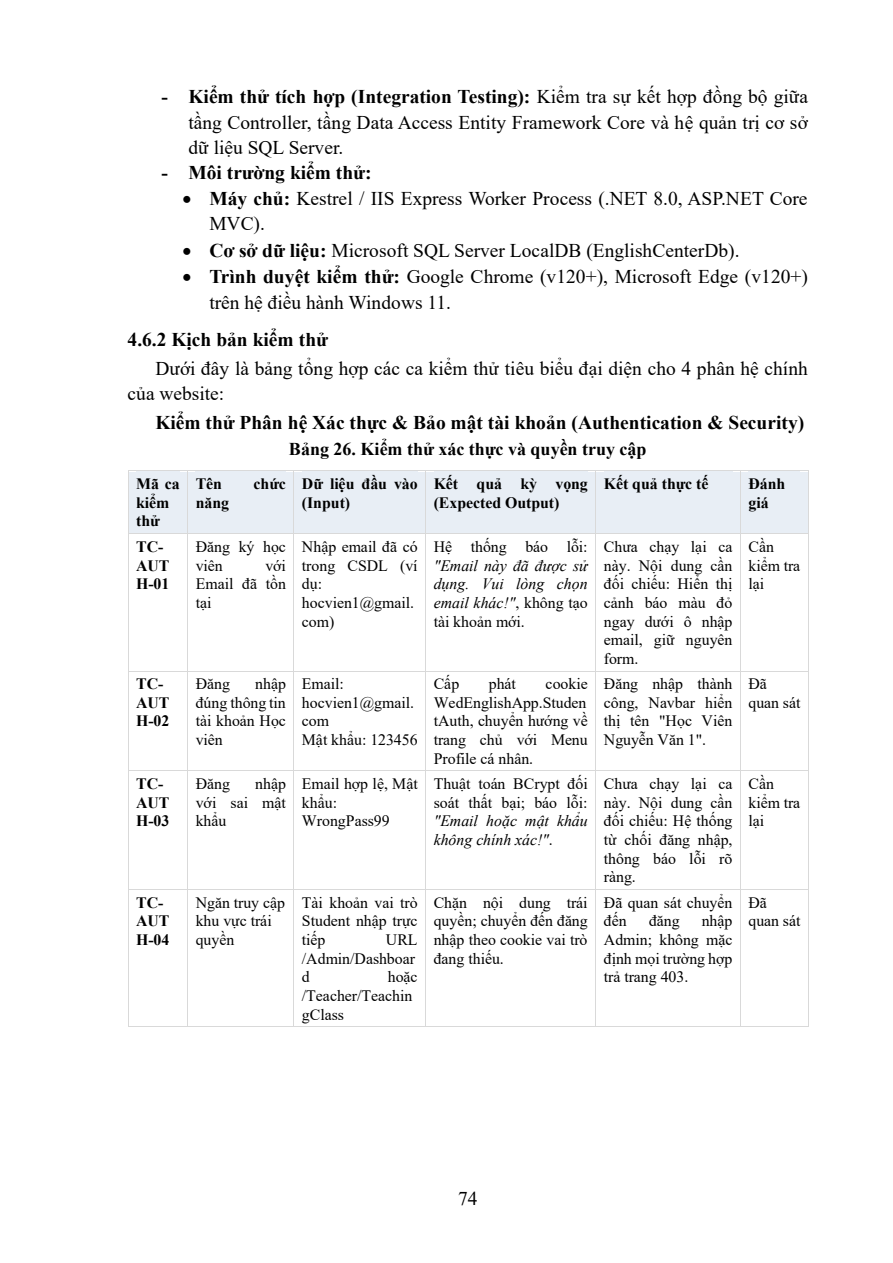 - Kiểm thử tích hợp (Integration Testing): Kiểm tra sự kết hợp đồng bộ giữa
tầng Controller, tầng Data Access Entity Framework Core và hệ quản trị cơ sở
dữ liệu SQL Server.
- Môi trường kiểm thử:
• Máy chủ: Kestrel / IIS Express Worker Process (.NET 8.0, ASP.NET Core
MVC).
• Cơ sở dữ liệu: Microsoft SQL Server LocalDB (EnglishCenterDb).
• Trình duyệt kiểm thử: Google Chrome (v120+), Microsoft Edge (v120+)
trên hệ điều hành Windows 11.
4.6.2 Kịch bản kiểm thử
Dưới đây là bảng tổng hợp các ca kiểm thử tiêu biểu đại diện cho 4 phân hệ chính
của website:
Kiểm thử Phân hệ Xác thực & Bảo mật tài khoản (Authentication & Security)
Bảng 26. Kiểm thử xác thực và quyền truy cập
Mã ca
kiểm
thử
Tên chức
năng
Dữ liệu đầu vào
(Input)
Kết quả kỳ vọng
(Expected Output)
Kết quả thực tế
Đánh
giá
TC-
AUT
H-01
Đăng ký học
viên với
Email đã tồn
tại
Nhập email đã có
trong CSDL (ví
dụ:
hocvien1@gmail.
com)
Hệ thống báo lỗi:
"Email này đã được sử
dụng. Vui lòng chọn
email khác!", không tạo
tài khoản mới.
Chưa chạy lại ca
này. Nội dung cần
đối chiếu: Hiển thị
cảnh báo màu đỏ
ngay dưới ô nhập
email, giữ nguyên
form.
Cần
kiểm tra
lại
TC-
AUT
H-02
Đăng nhập
đúng thông tin
tài khoản Học
viên
Email:
hocvien1@gmail.
com
Mật khẩu: 123456
Cấp phát cookie
WedEnglishApp.Studen
tAuth, chuyển hướng về
trang chủ với Menu
Profile cá nhân.
Đăng nhập thành
công, Navbar hiển
thị tên "Học Viên
Nguyễn Văn 1".
Đã
quan sát
TC-
AUT
H-03
Đăng nhập
với sai mật
khẩu
Email hợp lệ, Mật
khẩu:
WrongPass99
Thuật toán BCrypt đối
soát thất bại; báo lỗi:
"Email hoặc mật khẩu
không chính xác!".
Chưa chạy lại ca
này. Nội dung cần
đối chiếu: Hệ thống
từ chối đăng nhập,
thông báo lỗi rõ
ràng.
Cần
kiểm tra
lại
TC-
AUT
H-04
Ngăn truy cập
khu vực trái
quyền
Tài khoản vai trò
Student nhập trực
tiếp URL
/Admin/Dashboar
d hoặc
/Teacher/Teachin
gClass
Chặn nội dung trái
quyền; chuyển đến đăng
nhập theo cookie vai trò
đang thiếu.
Đã quan sát chuyển
đến đăng nhập
Admin; không mặc
định mọi trường hợp
trả trang 403.
Đã
quan sát
74